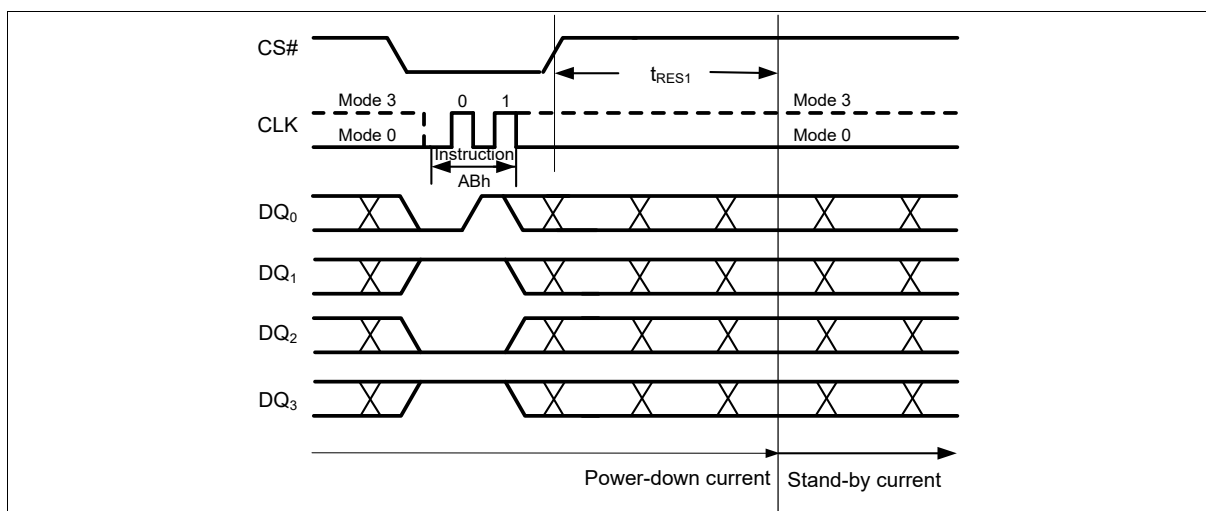 CS#
tRES1
Mode 3 0 1 Mode 3
CLK
Mode 0 Mode 0
Instruction
ABh
DQ0
DQ1
DQ2
DQ3
Power-down current Stand-by current